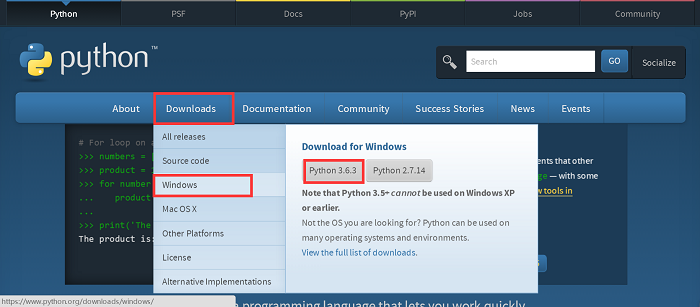 Python
PSF
Docs
PyPI
Jobs
Community
python™
Search
GO
Socialize
About
Downloads
Documentation
Community
Success Stories
News
Events
# For loop on a
>>> numbers = [
>>> product =
>>> for number
... product
...
>>> print('The
The product is:
All releases
Source code
Windows
Mac OS X
Other Platforms
License
Alternative Implementations
Download for Windows
Python 3.6.3
Python 2.7.14
Note that Python 3.5+ cannot be used on Windows XP
or earlier.
Not the OS you are looking for? Python can be used on
many operating systems and environments.
View the full list of downloads.
ents that other
ge — with some
w tools in
https://www.python.org/downloads/windows/
programming language that lets you work quickly